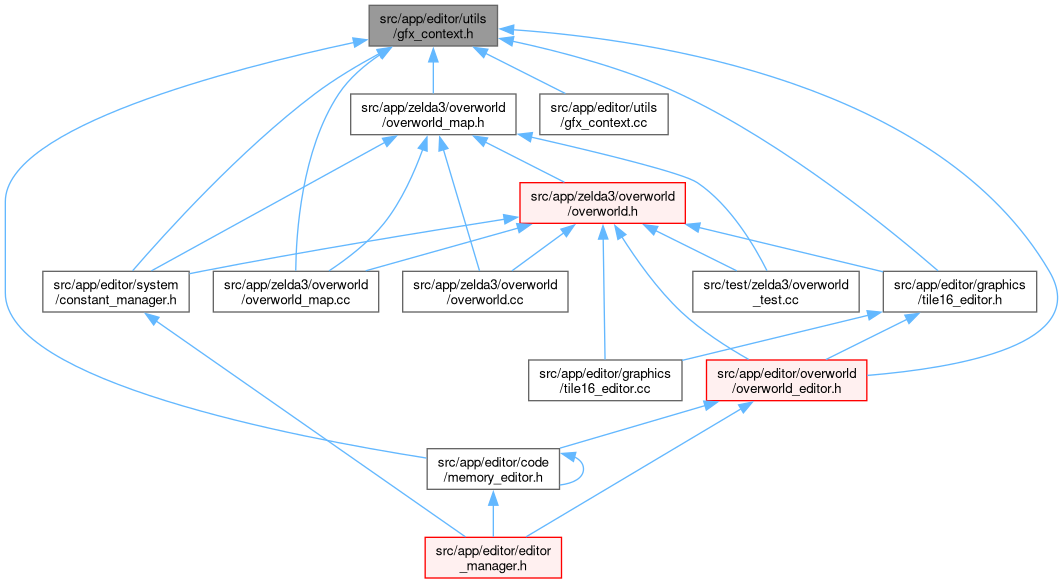 src/app/editor/utils
/gfx_context.h
src/app/zelda3/overworld
/overworld_map.h
src/app/editor/utils
/gfx_context.cc
src/app/zelda3/overworld
/overworld.h
src/app/editor/system
/constant_manager.h
src/app/zelda3/overworld
/overworld_map.cc
src/app/zelda3/overworld
/overworld.cc
src/test/zelda3/overworld
_test.cc
src/app/editor/graphics
/tile16_editor.h
src/app/editor/graphics
/tile16_editor.cc
src/app/editor/overworld
/overworld_editor.h
src/app/editor/code
/memory_editor.h
src/app/editor/editor
_manager.h